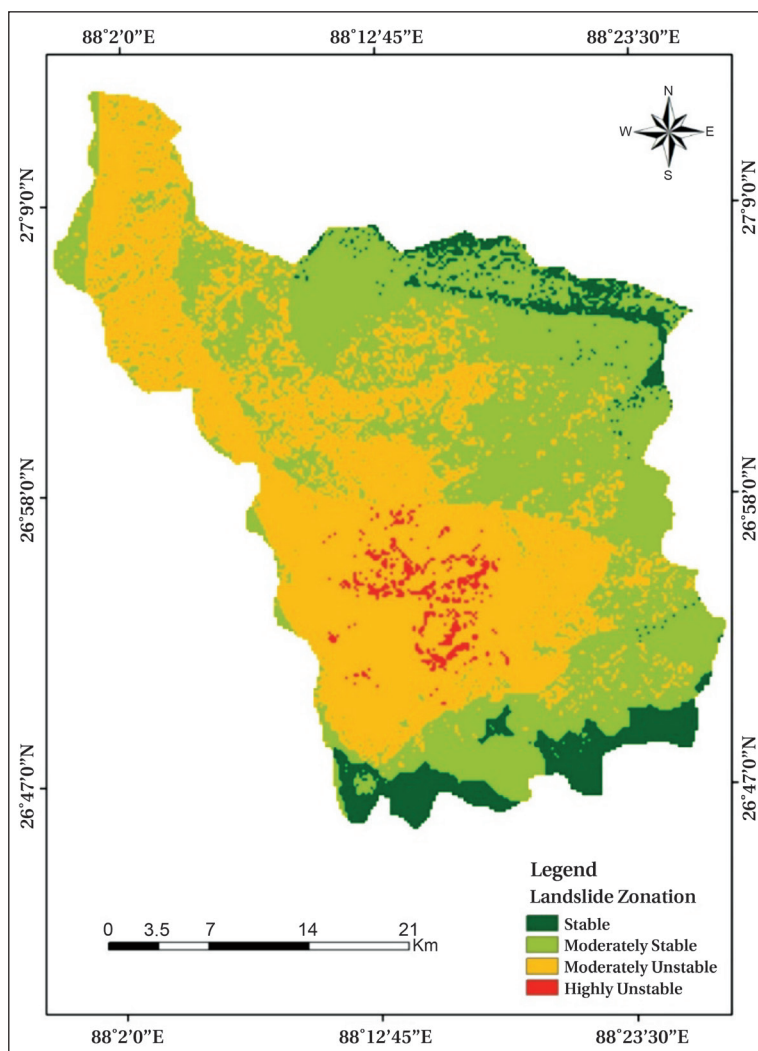 88°2'0"E 88°12'45"E 88°23'30"E
N
W E
S
27°9'0"N 27°9'0"N
26°58'0"N 26°58'0"N
26°47'0"N 26°47'0"N
Legend
Landslide Zonation
Stable
Moderately Stable
Moderately Unstable
Highly Unstable
0 3.5 7 14 21
Km
88°2'0"E 88°12'45"E 88°23'30"E